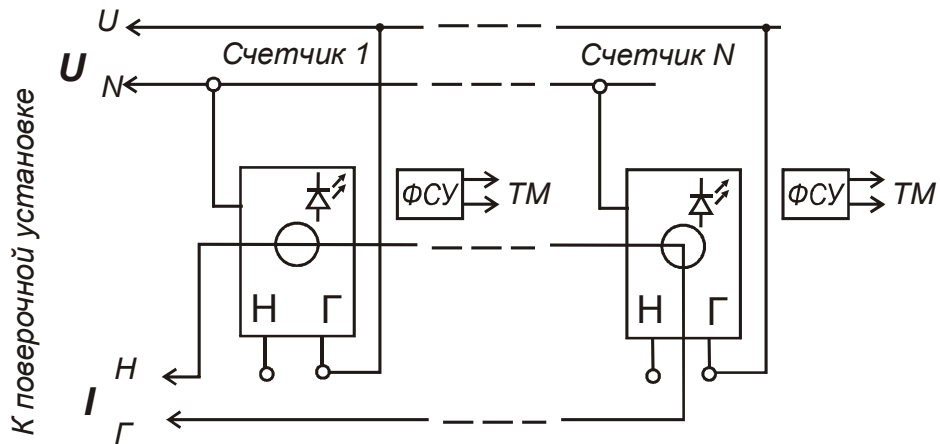 U
Счетчик 1
Счетчик N
U
N
К поверочной установке
ФСУ
ТМ
ФСУ
ТМ
Н
Г
Н
Г
Н
I
Г